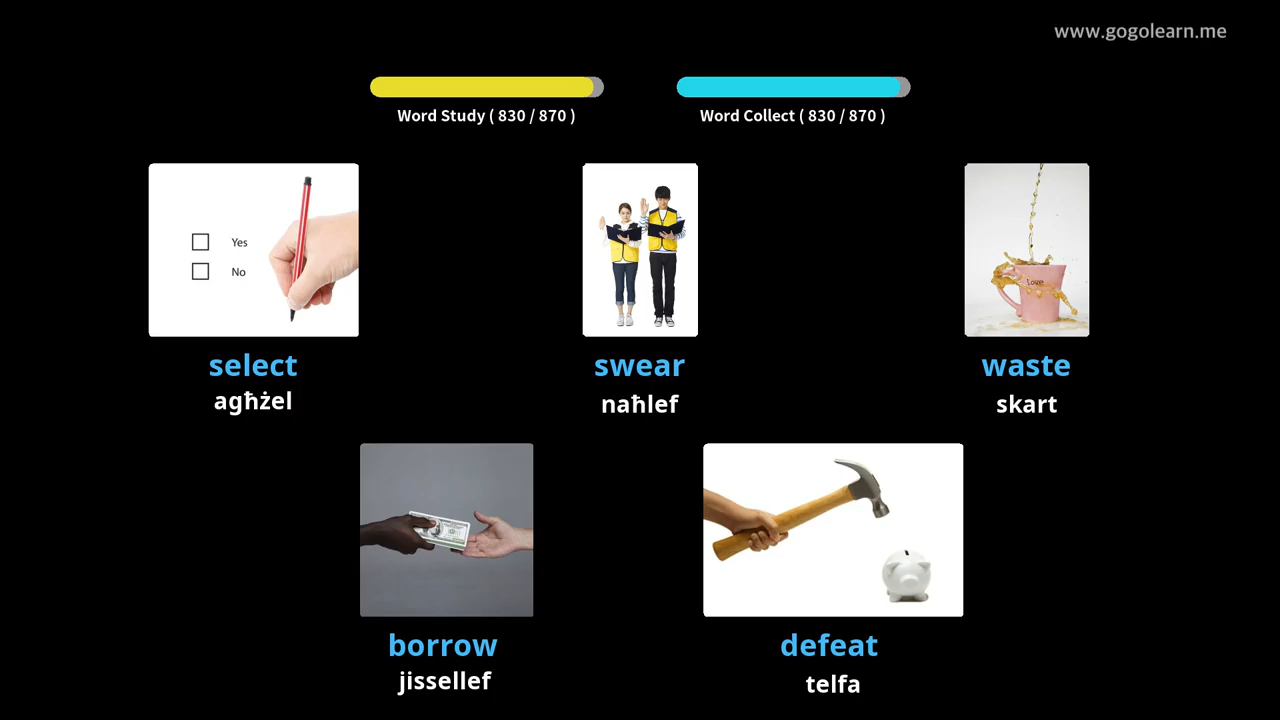 www.gogolearn.me
Word Study ( 830 / 870 )
Word Collect ( 830 / 870 )
Yes
No
Love
select
agħżel
swear
naħlef
waste
skart
borrow
jissellef
defeat
telfa